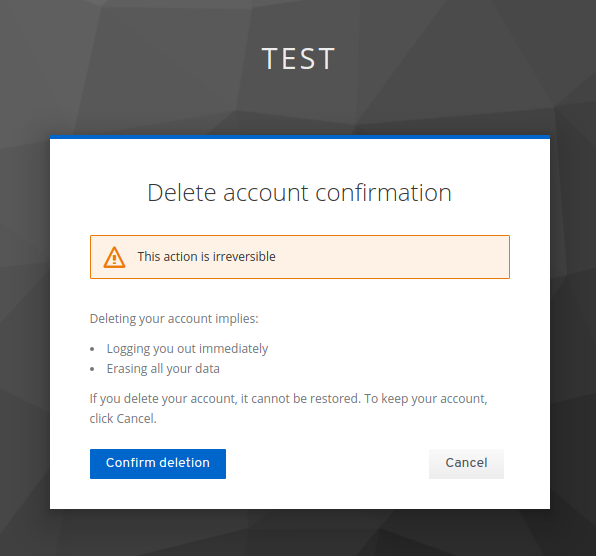 TEST
Delete account confirmation
This action is irreversible
Deleting your account implies:
• Logging you out immediately
• Erasing all your data
If you delete your account, it cannot be restored. To keep your account,
click Cancel.
Confirm deletion
Cancel